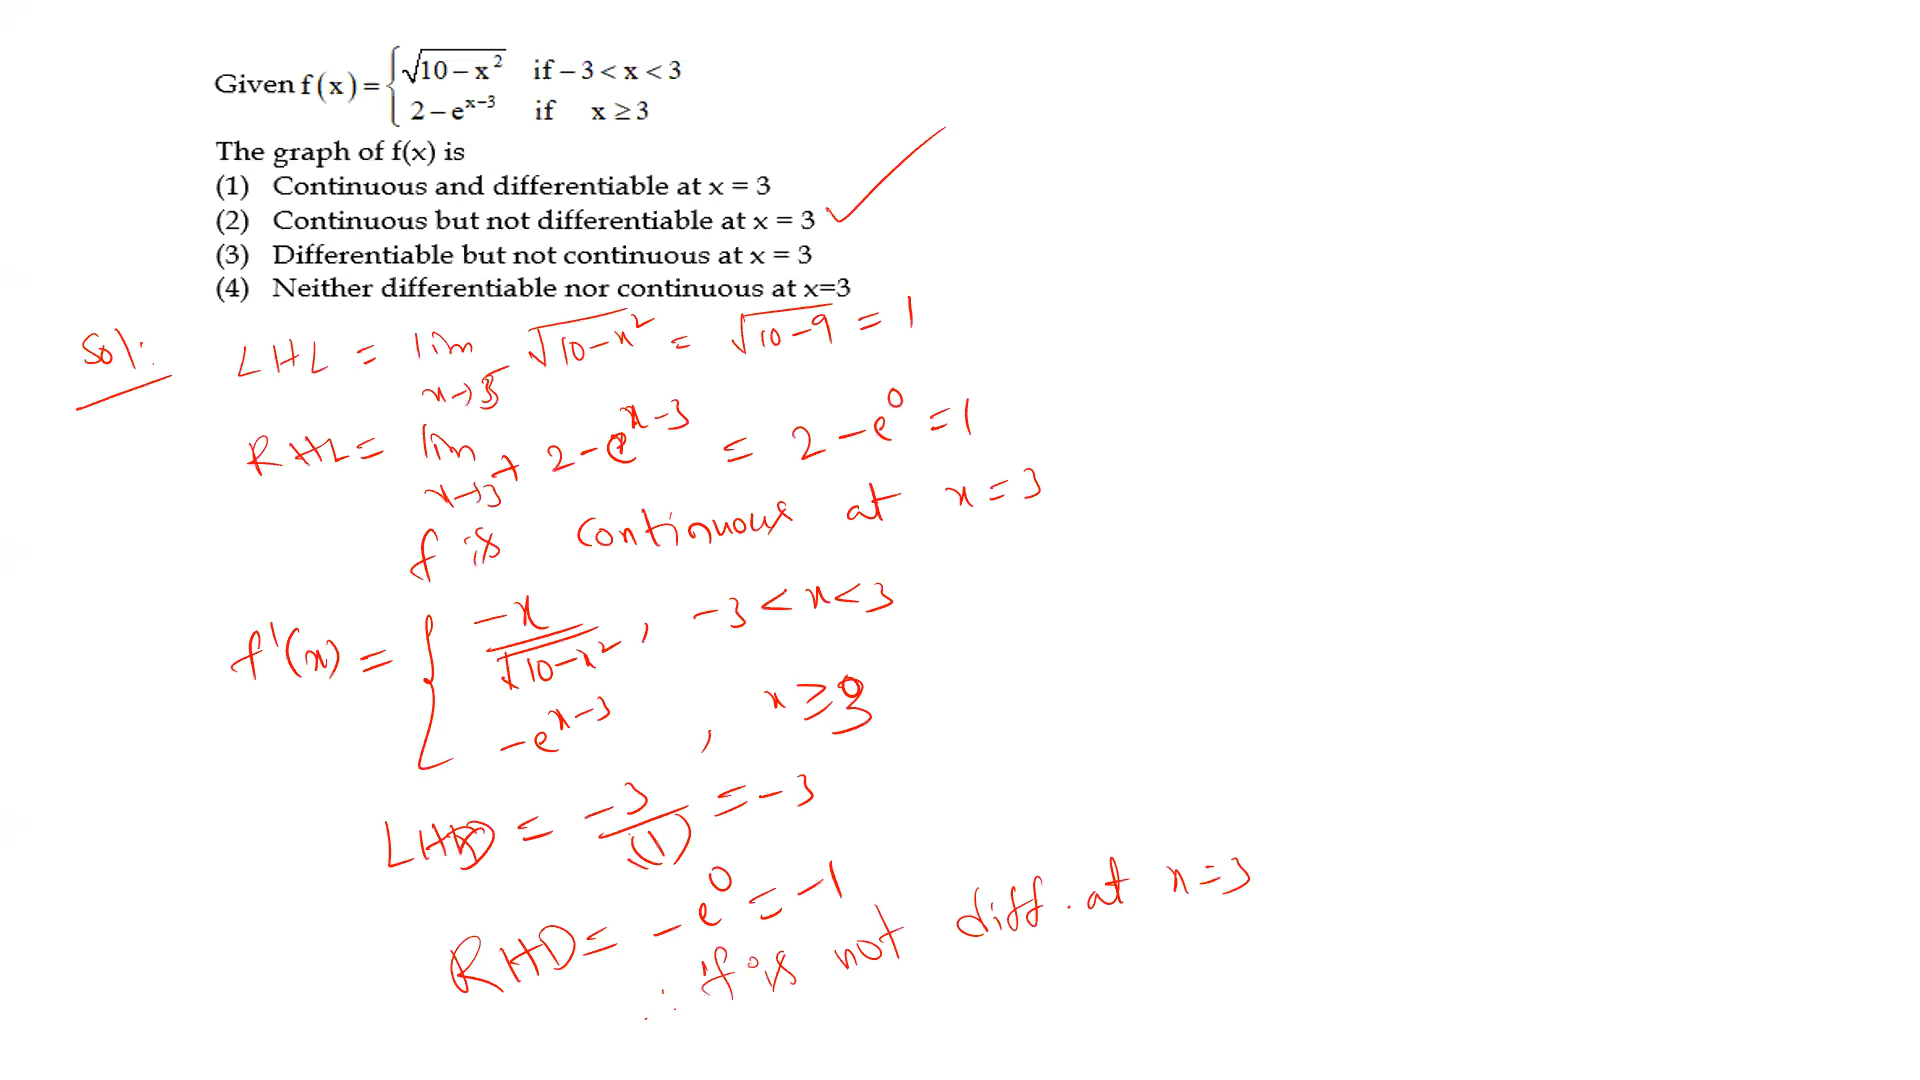 Given f(x) = { √(10 – x²) if – 3 < x < 3
2 – e^(x–3) if x ≥ 3
The graph of f(x) is
(1) Continuous and differentiable at x = 3
(2) Continuous but not differentiable at x = 3 ✓
(3) Differentiable but not continuous at x = 3
(4) Neither differentiable nor continuous at x=3
Sol:
LHL = lim x→3⁻ √(10-x²) = √(10-9) = 1
RHL = lim x→3⁺ 2-e^(x-3) = 2-e⁰ = 1
f is continuous at x=3
f'(x) = { -x/√(10-x²) , -3<x<3
-e^(x-3) , x≥3
LHD = -3/(1) = -3
RHD = -e⁰ = -1
∴ f is not diff. at x=3